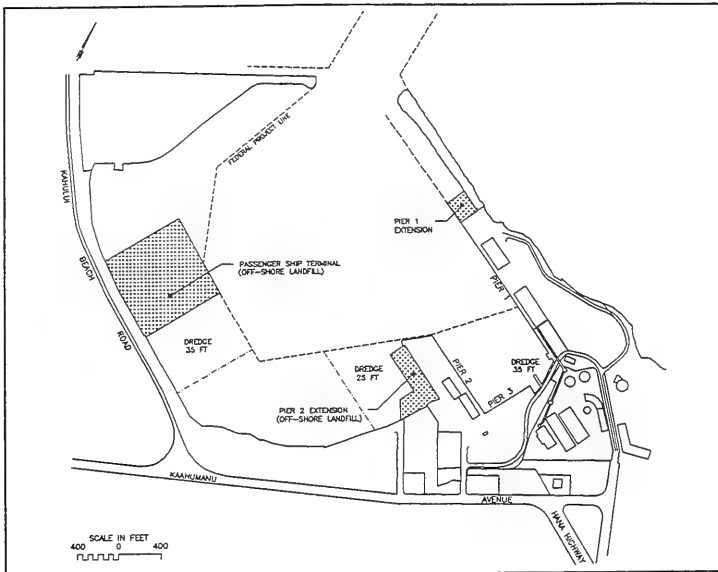 FEDERAL PROJECT LINE
KAHULUI
BEACH
ROAD
PIER 1
EXTENSION
PASSENGER SHIP TERMINAL
(OFF-SHORE LANDFILL)
PIER 1
DREDGE
35 FT
DREDGE
25 FT
PIER 2
DREDGE
35 FT
PIER 3
PIER 2 EXTENSION
(OFF-SHORE LANDFILL)
KAAHUMANU
AVENUE
HANA HIGHWAY
SCALE IN FEET
400 0 400